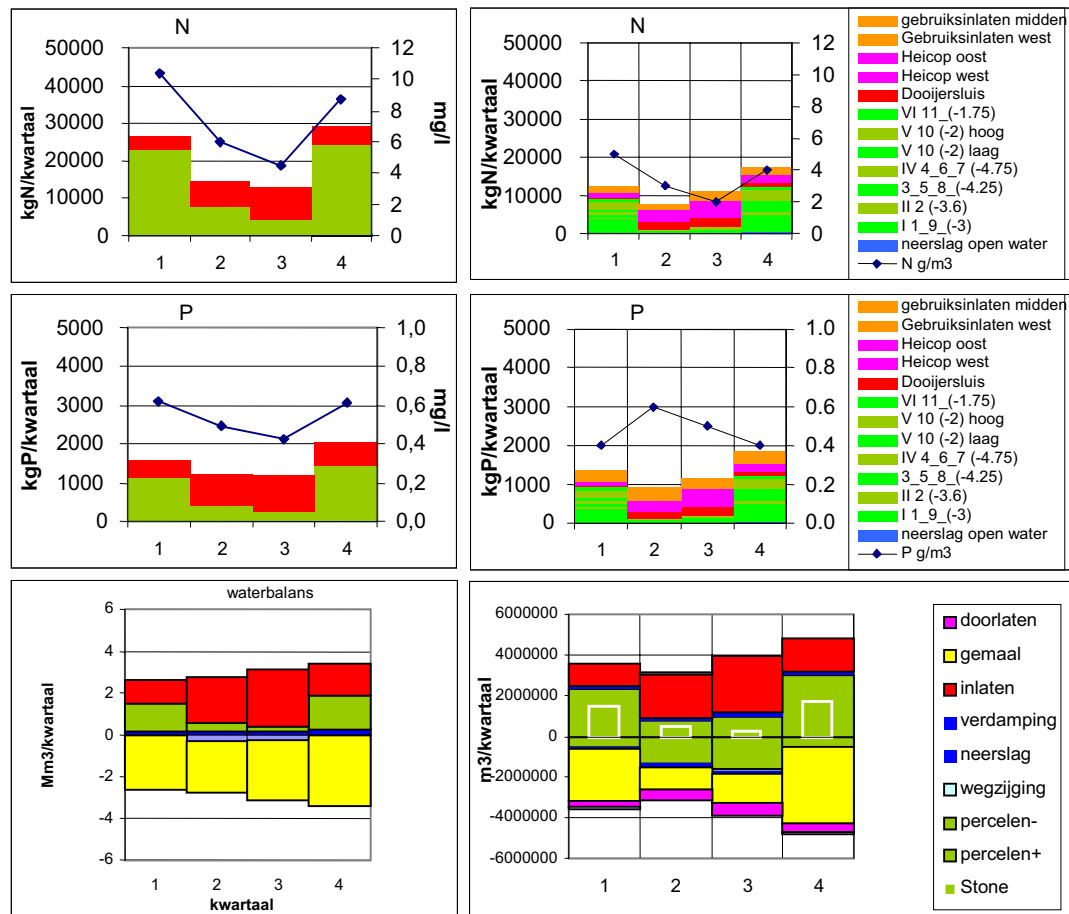 N
50000
40000
30000
20000
10000
0
kgN/kwartaal
12
10
8
6
4
2
0
mg/l
1 2 3 4
N
50000
40000
30000
20000
10000
0
kgN/kwartaal
12
10
8
6
4
2
0
1 2 3 4
gebruiksinlaten midden
Gebruiksinlaten west
Heicop oost
Heicop west
Dooijersluis
VI 11_(-1.75)
V 10 (-2) hoog
V 10 (-2) laag
IV 4_6_7 (-4.75)
3_5_8_(-4.25)
II 2 (-3.6)
I 1_9_(-3)
neerslag open water
N g/m3
P
5000
4000
3000
2000
1000
0
kgP/kwartaal
1,0
0,8
0,6
0,4
0,2
0,0
mg/l
1 2 3 4
P
5000
4000
3000
2000
1000
0
kgP/kwartaal
1.0
0.8
0.6
0.4
0.2
0.0
1 2 3 4
gebruiksinlaten midden
Gebruiksinlaten west
Heicop oost
Heicop west
Dooijersluis
VI 11_(-1.75)
V 10 (-2) hoog
V 10 (-2) laag
IV 4_6_7 (-4.75)
3_5_8_(-4.25)
II 2 (-3.6)
I 1_9_(-3)
neerslag open water
P g/m3
waterbalans
6
4
2
0
-2
-4
-6
Mm3/kwartaal
1 2 3 4
kwartaal
6000000
4000000
2000000
0
-2000000
-4000000
-6000000
m3/kwartaal
1 2 3 4
doorlaten
gemaal
inlaten
verdamping
neerslag
wegzijging
percelen-
percelen+
Stone